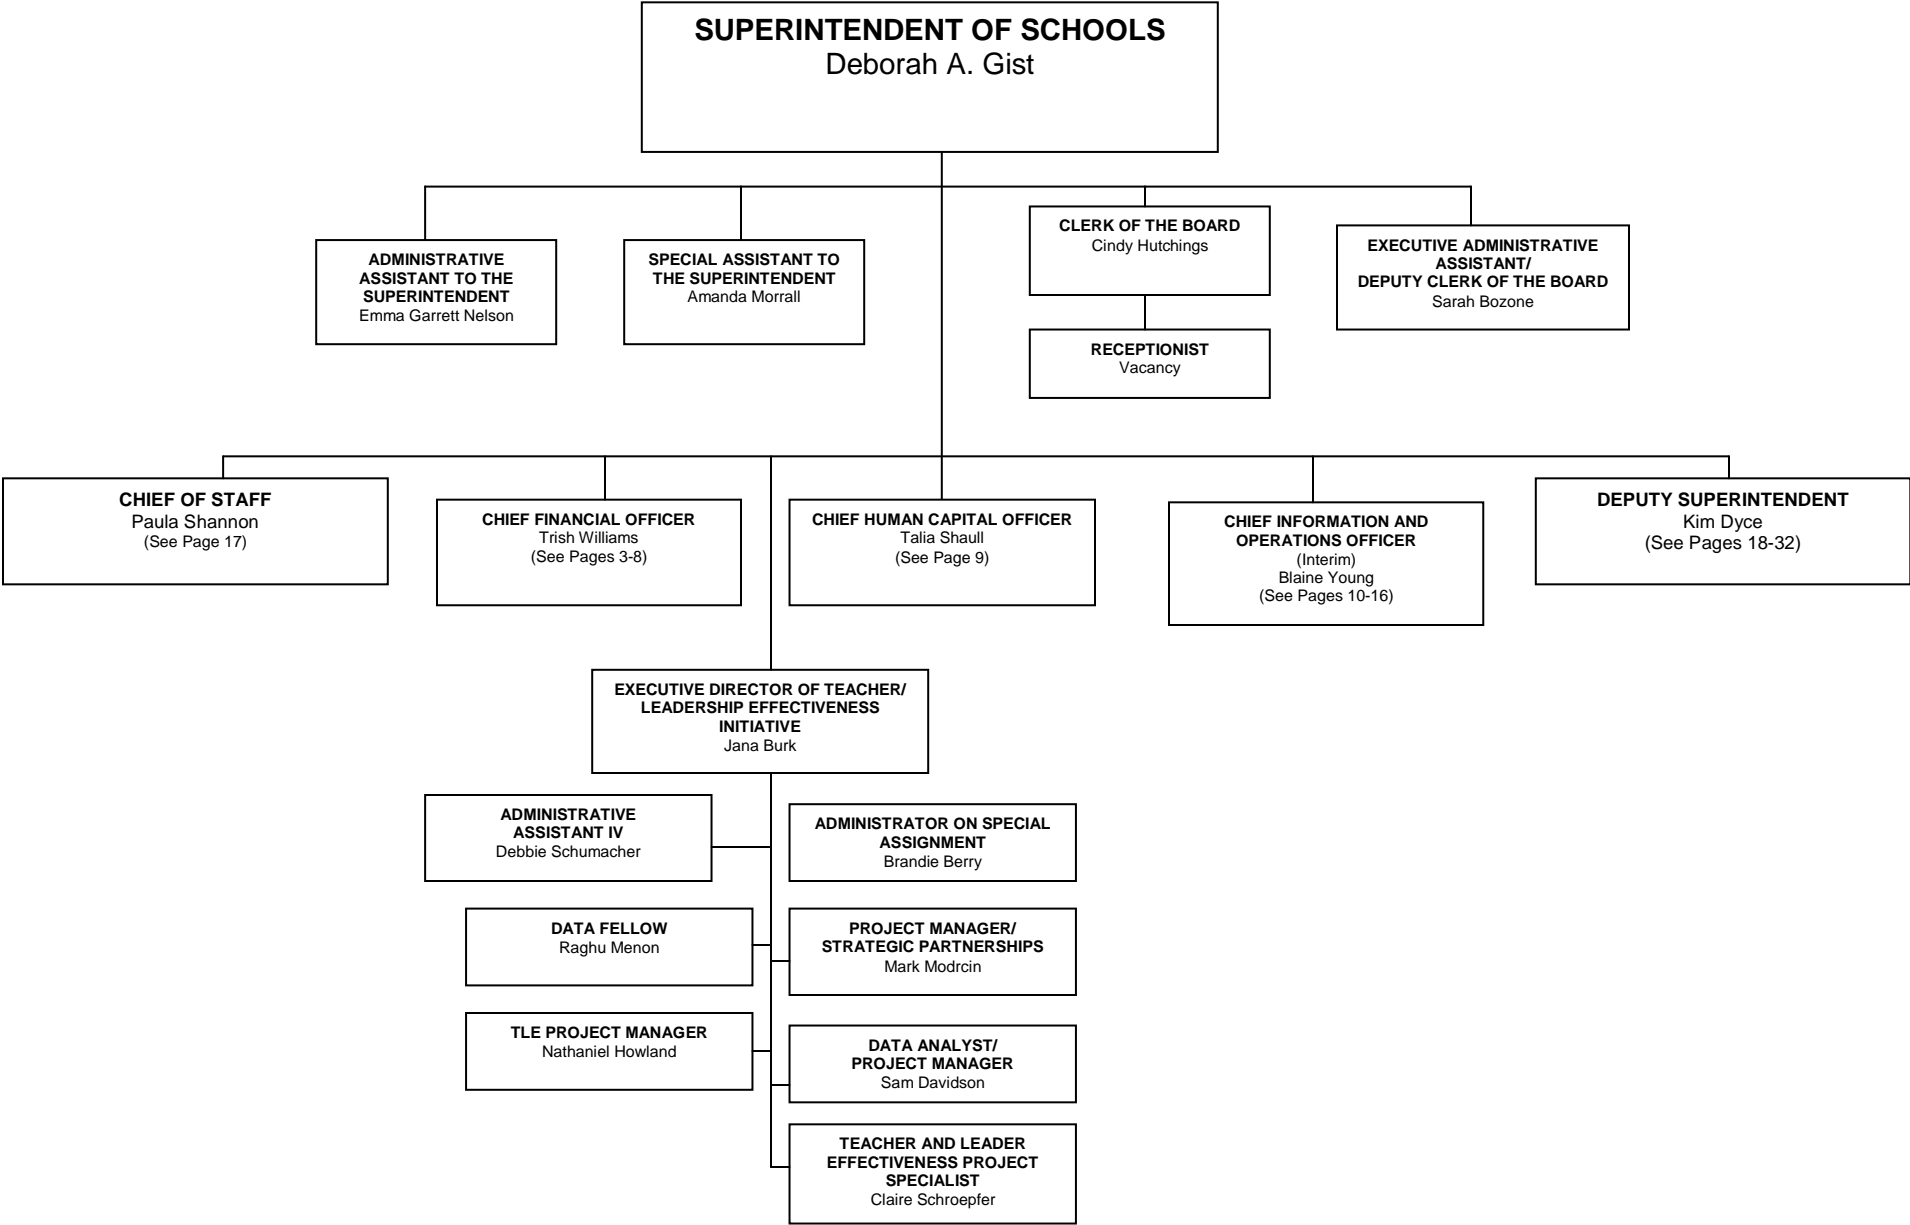 SUPERINTENDENT OF SCHOOLS
Deborah A. Gist
ADMINISTRATIVE
ASSISTANT TO THE
SUPERINTENDENT
Emma Garrett Nelson
SPECIAL ASSISTANT TO
THE SUPERINTENDENT
Amanda Morrall
CLERK OF THE BOARD
Cindy Hutchings
EXECUTIVE ADMINISTRATIVE
ASSISTANT/
DEPUTY CLERK OF THE BOARD
Sarah Bozone
RECEPTIONIST
Vacancy
CHIEF OF STAFF
Paula Shannon
(See Page 17)
CHIEF FINANCIAL OFFICER
Trish Williams
(See Pages 3-8)
CHIEF HUMAN CAPITAL OFFICER
Talia Shaull
(See Page 9)
CHIEF INFORMATION AND
OPERATIONS OFFICER
(Interim)
Blaine Young
(See Pages 10-16)
DEPUTY SUPERINTENDENT
Kim Dyce
(See Pages 18-32)
EXECUTIVE DIRECTOR OF TEACHER/
LEADERSHIP EFFECTIVENESS
INITIATIVE
Jana Burk
ADMINISTRATIVE
ASSISTANT IV
Debbie Schumacher
ADMINISTRATOR ON SPECIAL
ASSIGNMENT
Brandie Berry
DATA FELLOW
Raghu Menon
PROJECT MANAGER/
STRATEGIC PARTNERSHIPS
Mark Modrcin
TLE PROJECT MANAGER
Nathaniel Howland
DATA ANALYST/
PROJECT MANAGER
Sam Davidson
TEACHER AND LEADER
EFFECTIVENESS PROJECT
SPECIALIST
Claire Schroepfer